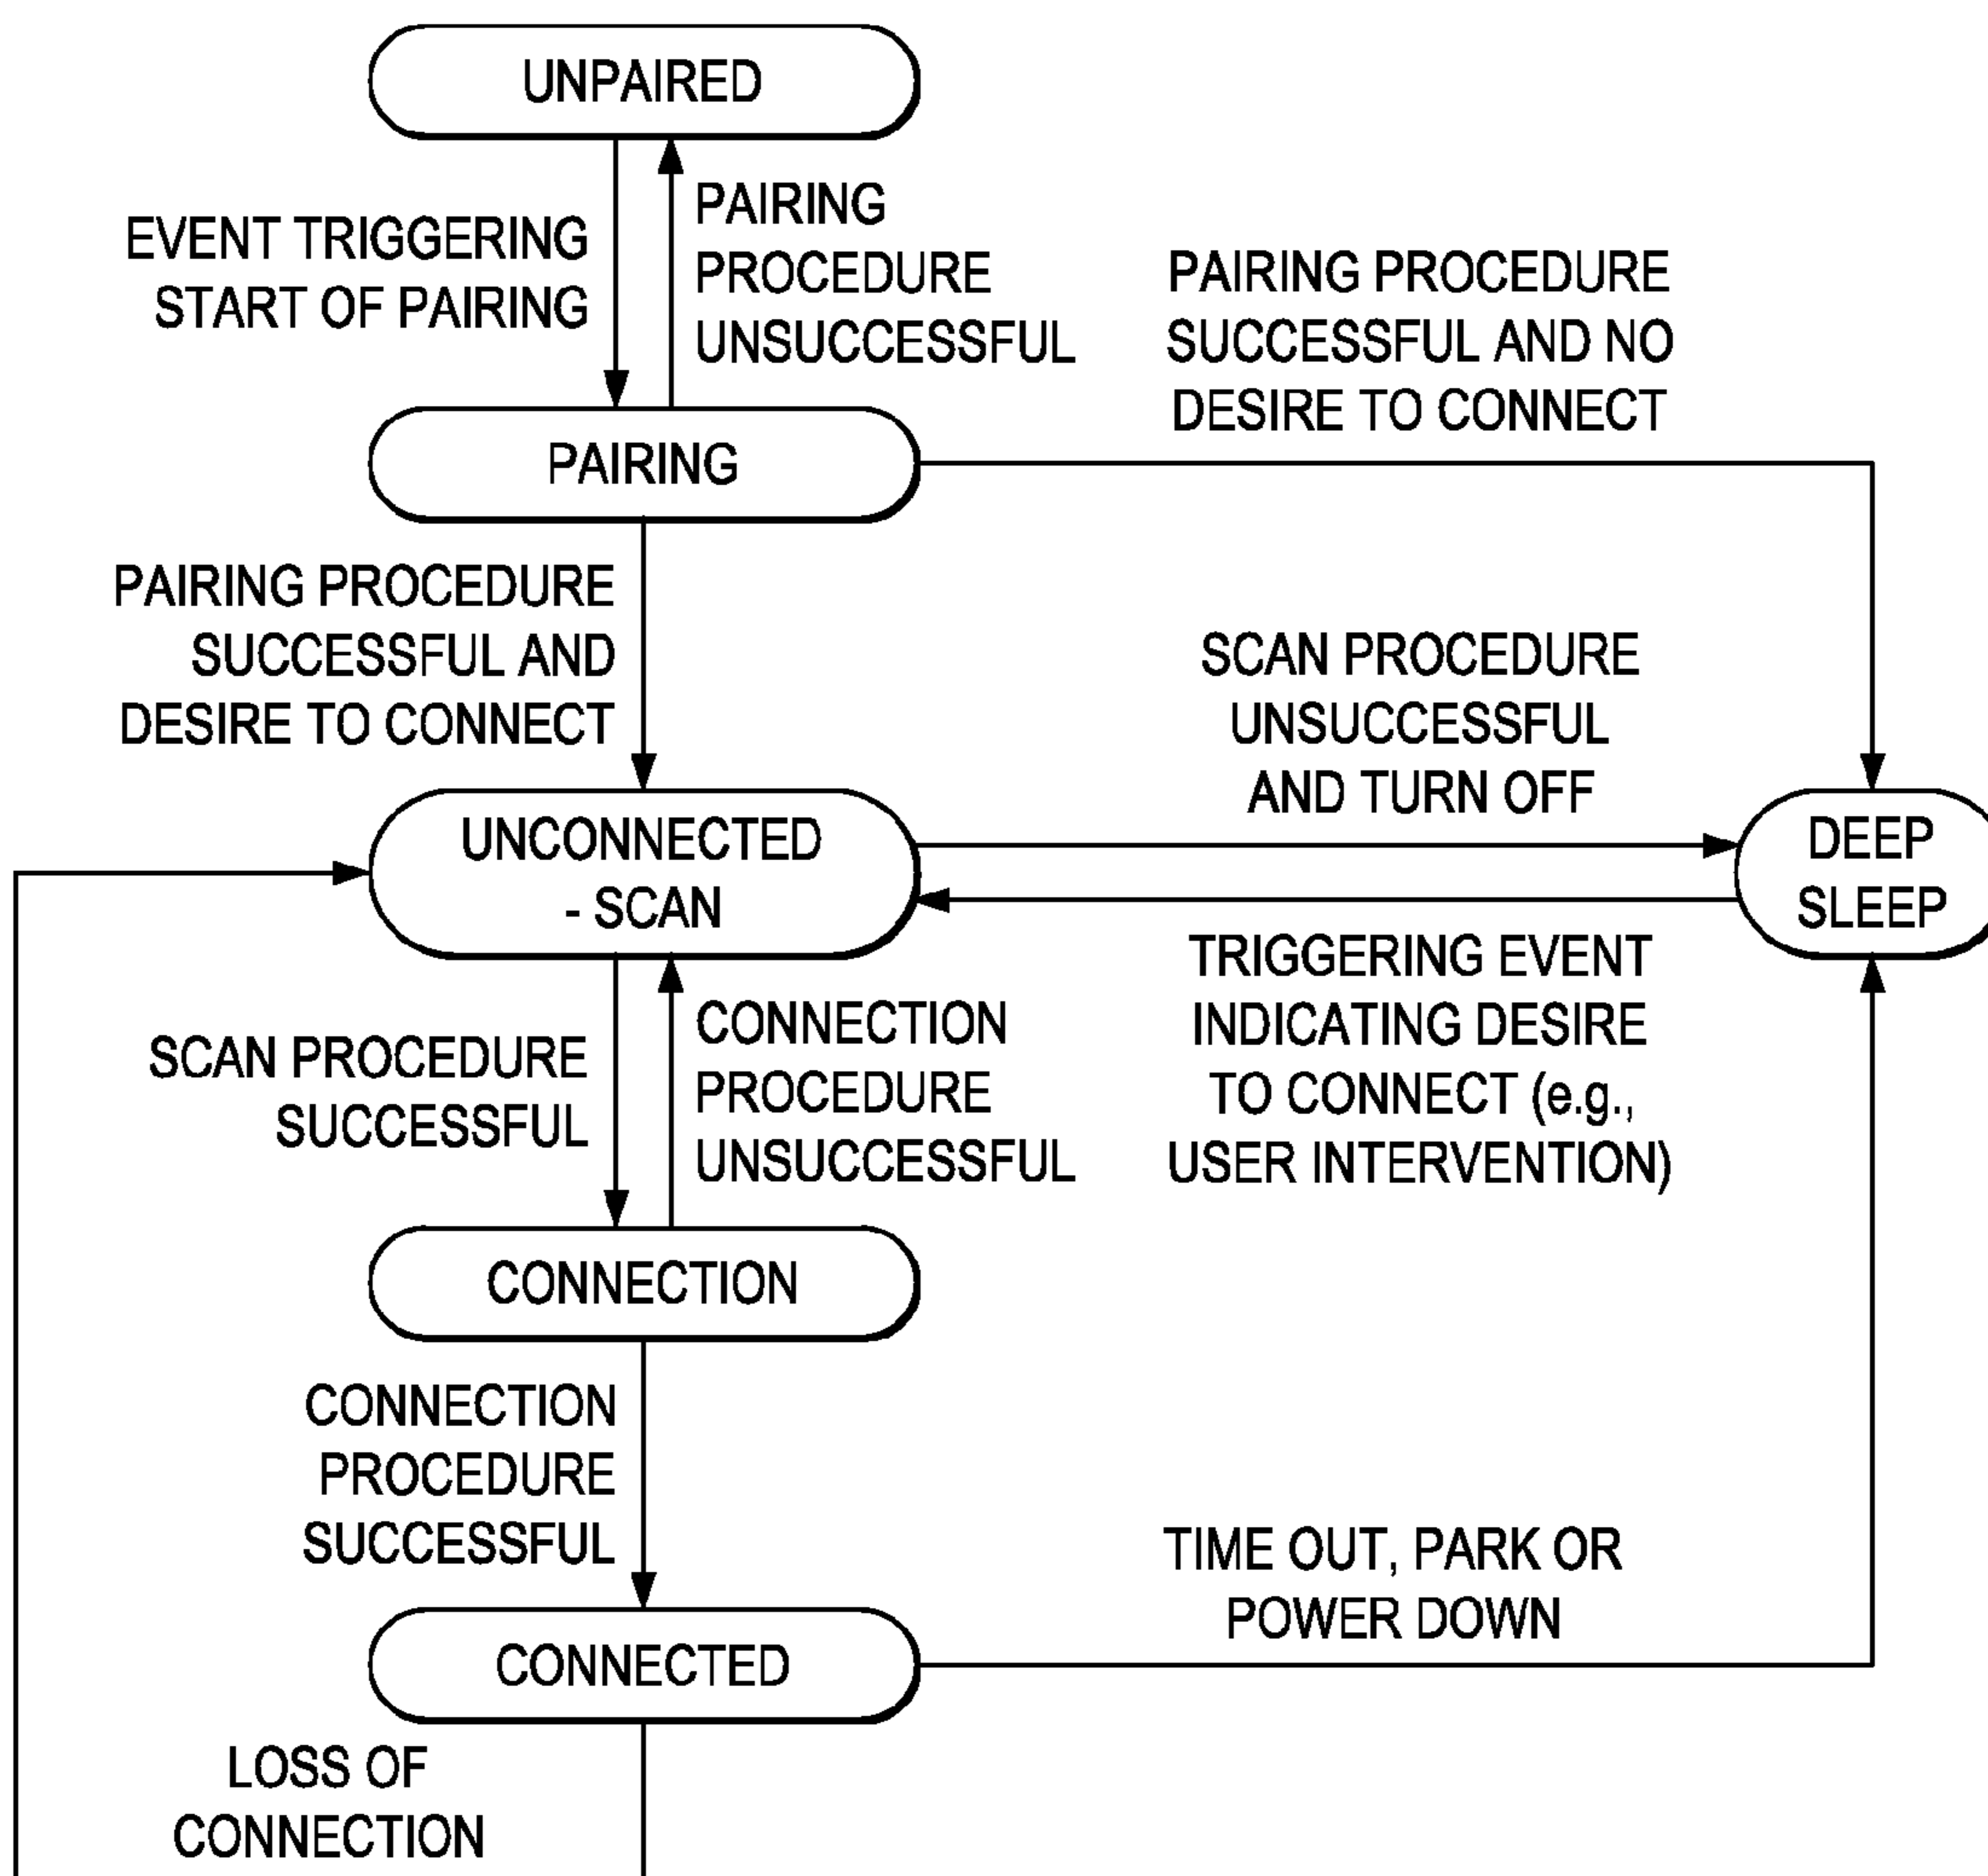 UNPAIRED
EVENT TRIGGERING
START OF PAIRING
PAIRING
PROCEDURE
UNSUCCESSFUL
PAIRING PROCEDURE
SUCCESSFUL AND NO
DESIRE TO CONNECT
PAIRING
PAIRING PROCEDURE
SUCCESSFUL AND
DESIRE TO CONNECT
SCAN PROCEDURE
UNSUCCESSFUL
AND TURN OFF
UNCONNECTED
- SCAN
DEEP
SLEEP
TRIGGERING EVENT
INDICATING DESIRE
TO CONNECT (e.g.,
USER INTERVENTION)
SCAN PROCEDURE
SUCCESSFUL
CONNECTION
PROCEDURE
UNSUCCESSFUL
CONNECTION
CONNECTION
PROCEDURE
SUCCESSFUL
TIME OUT, PARK OR
POWER DOWN
CONNECTED
LOSS OF
CONNECTION